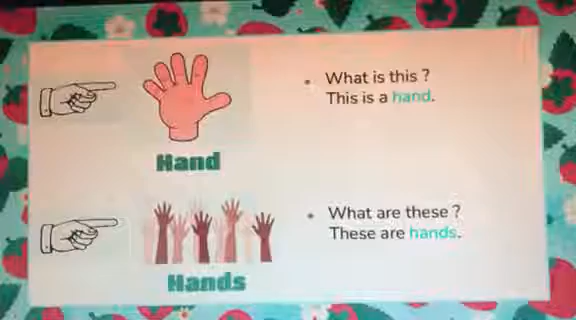 What is this ?
This is a hand.
Hand
What are these ?
These are hands.
Hands